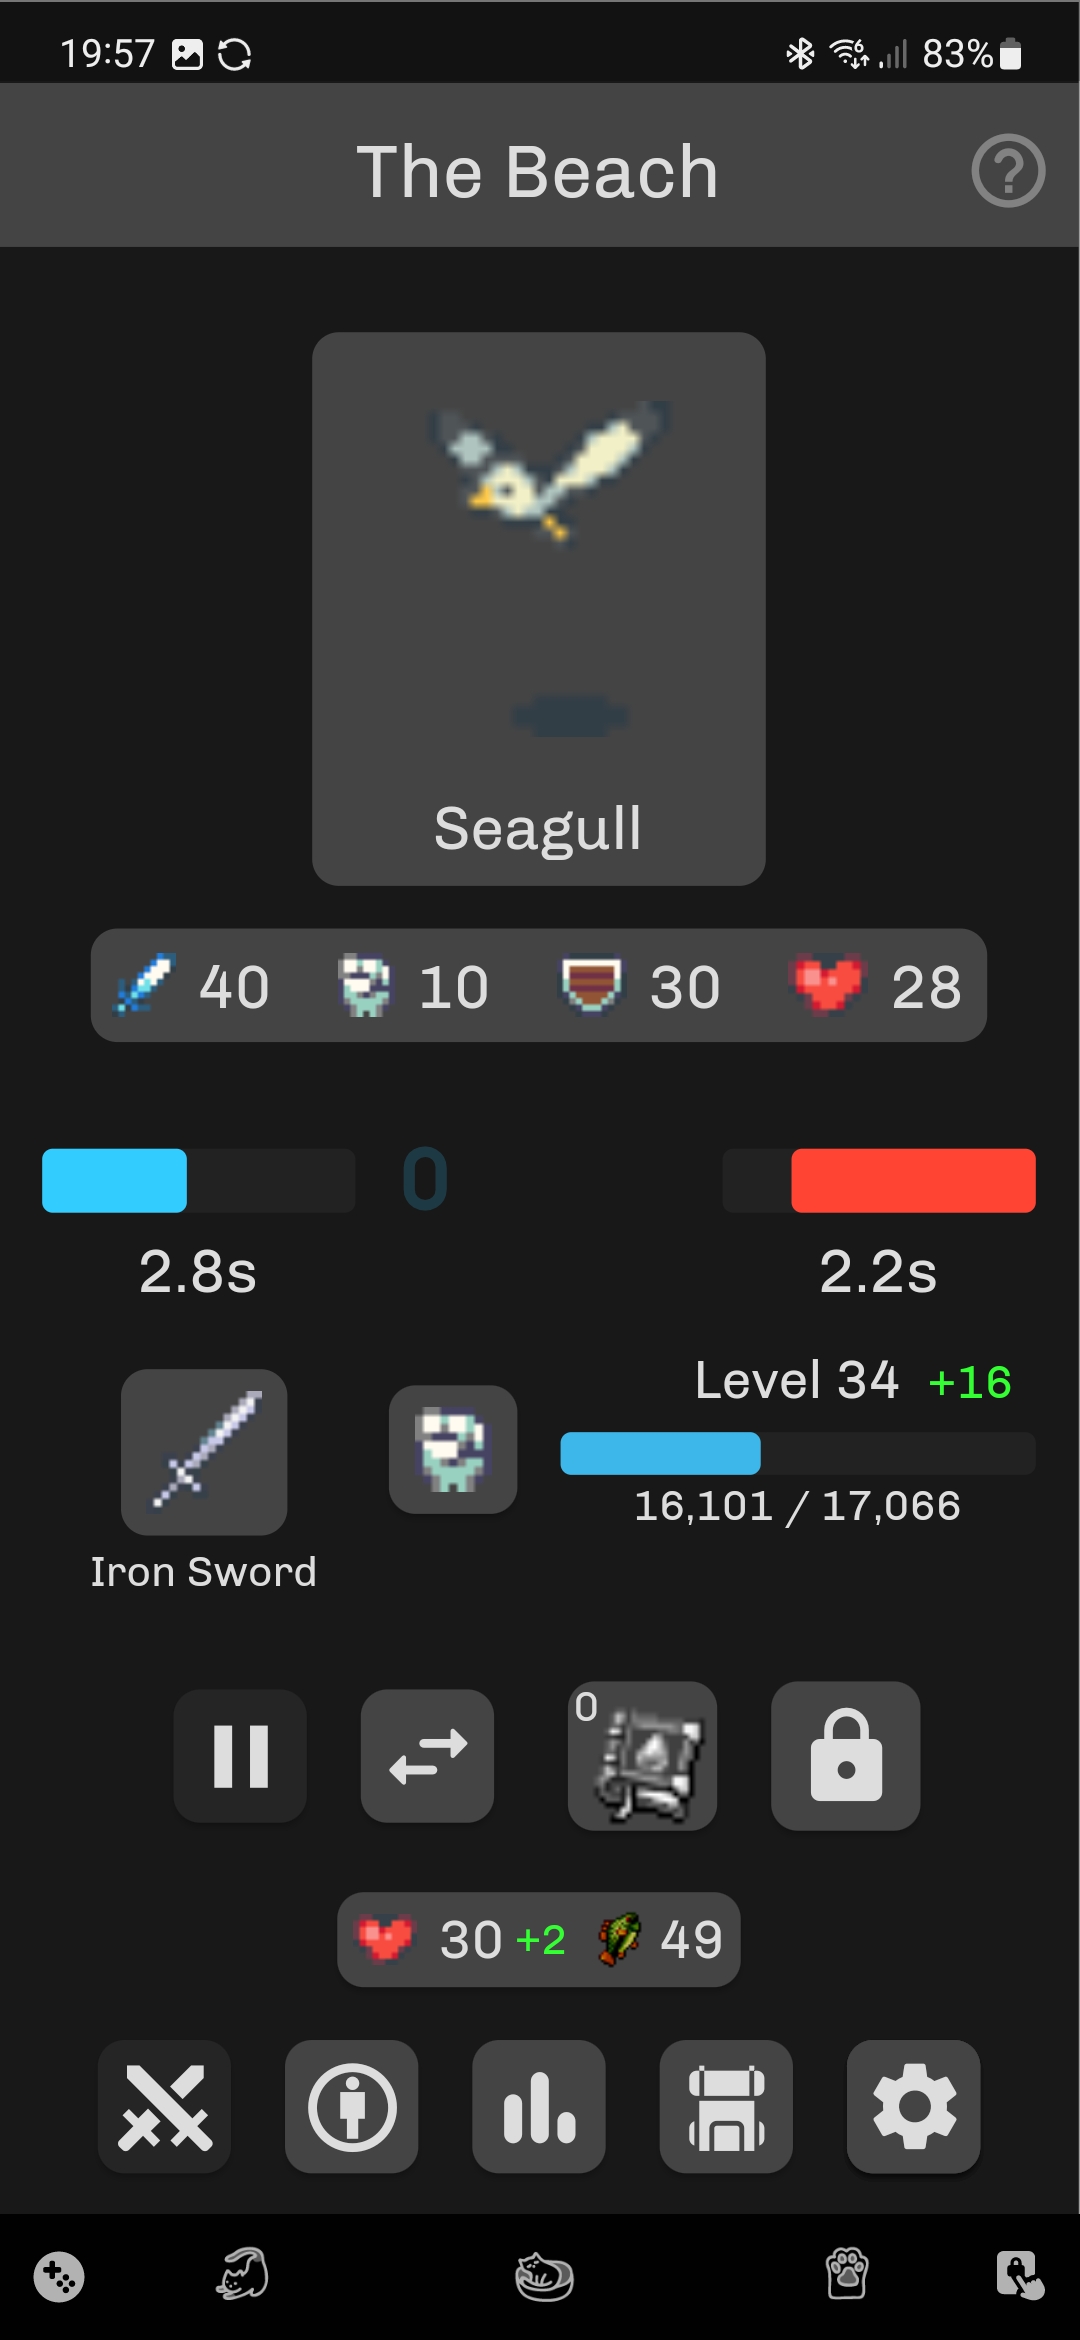 19:57 83%
The Beach
Seagull
40 10 30 28
0
2.8s 2.2s
Level 34 +16
16,101 / 17,066
Iron Sword
0
30 +2 49